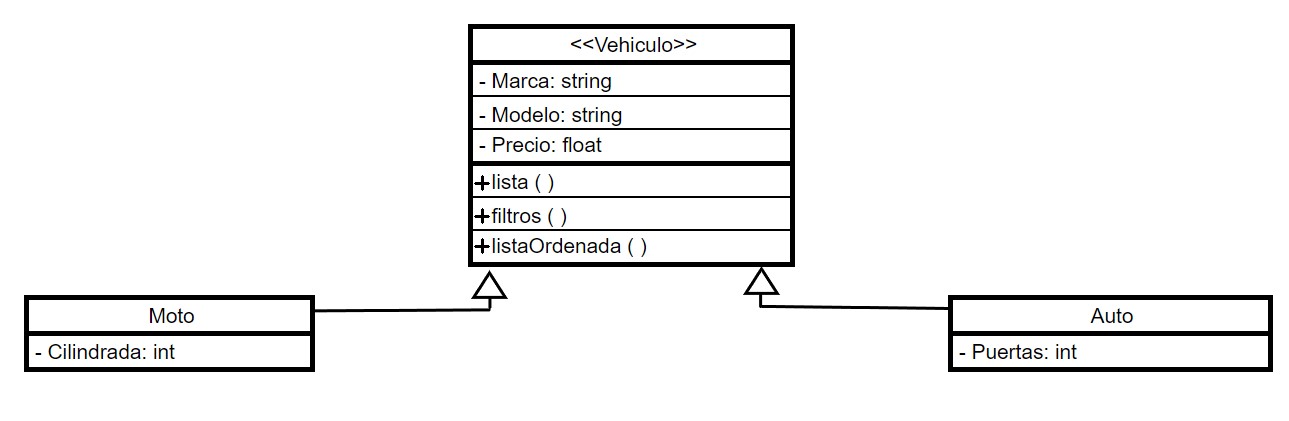 <<Vehiculo>>
- Marca: string
- Modelo: string
- Precio: float
+lista ( )
+filtros ( )
+listaOrdenada ( )
Moto
- Cilindrada: int
Auto
- Puertas: int